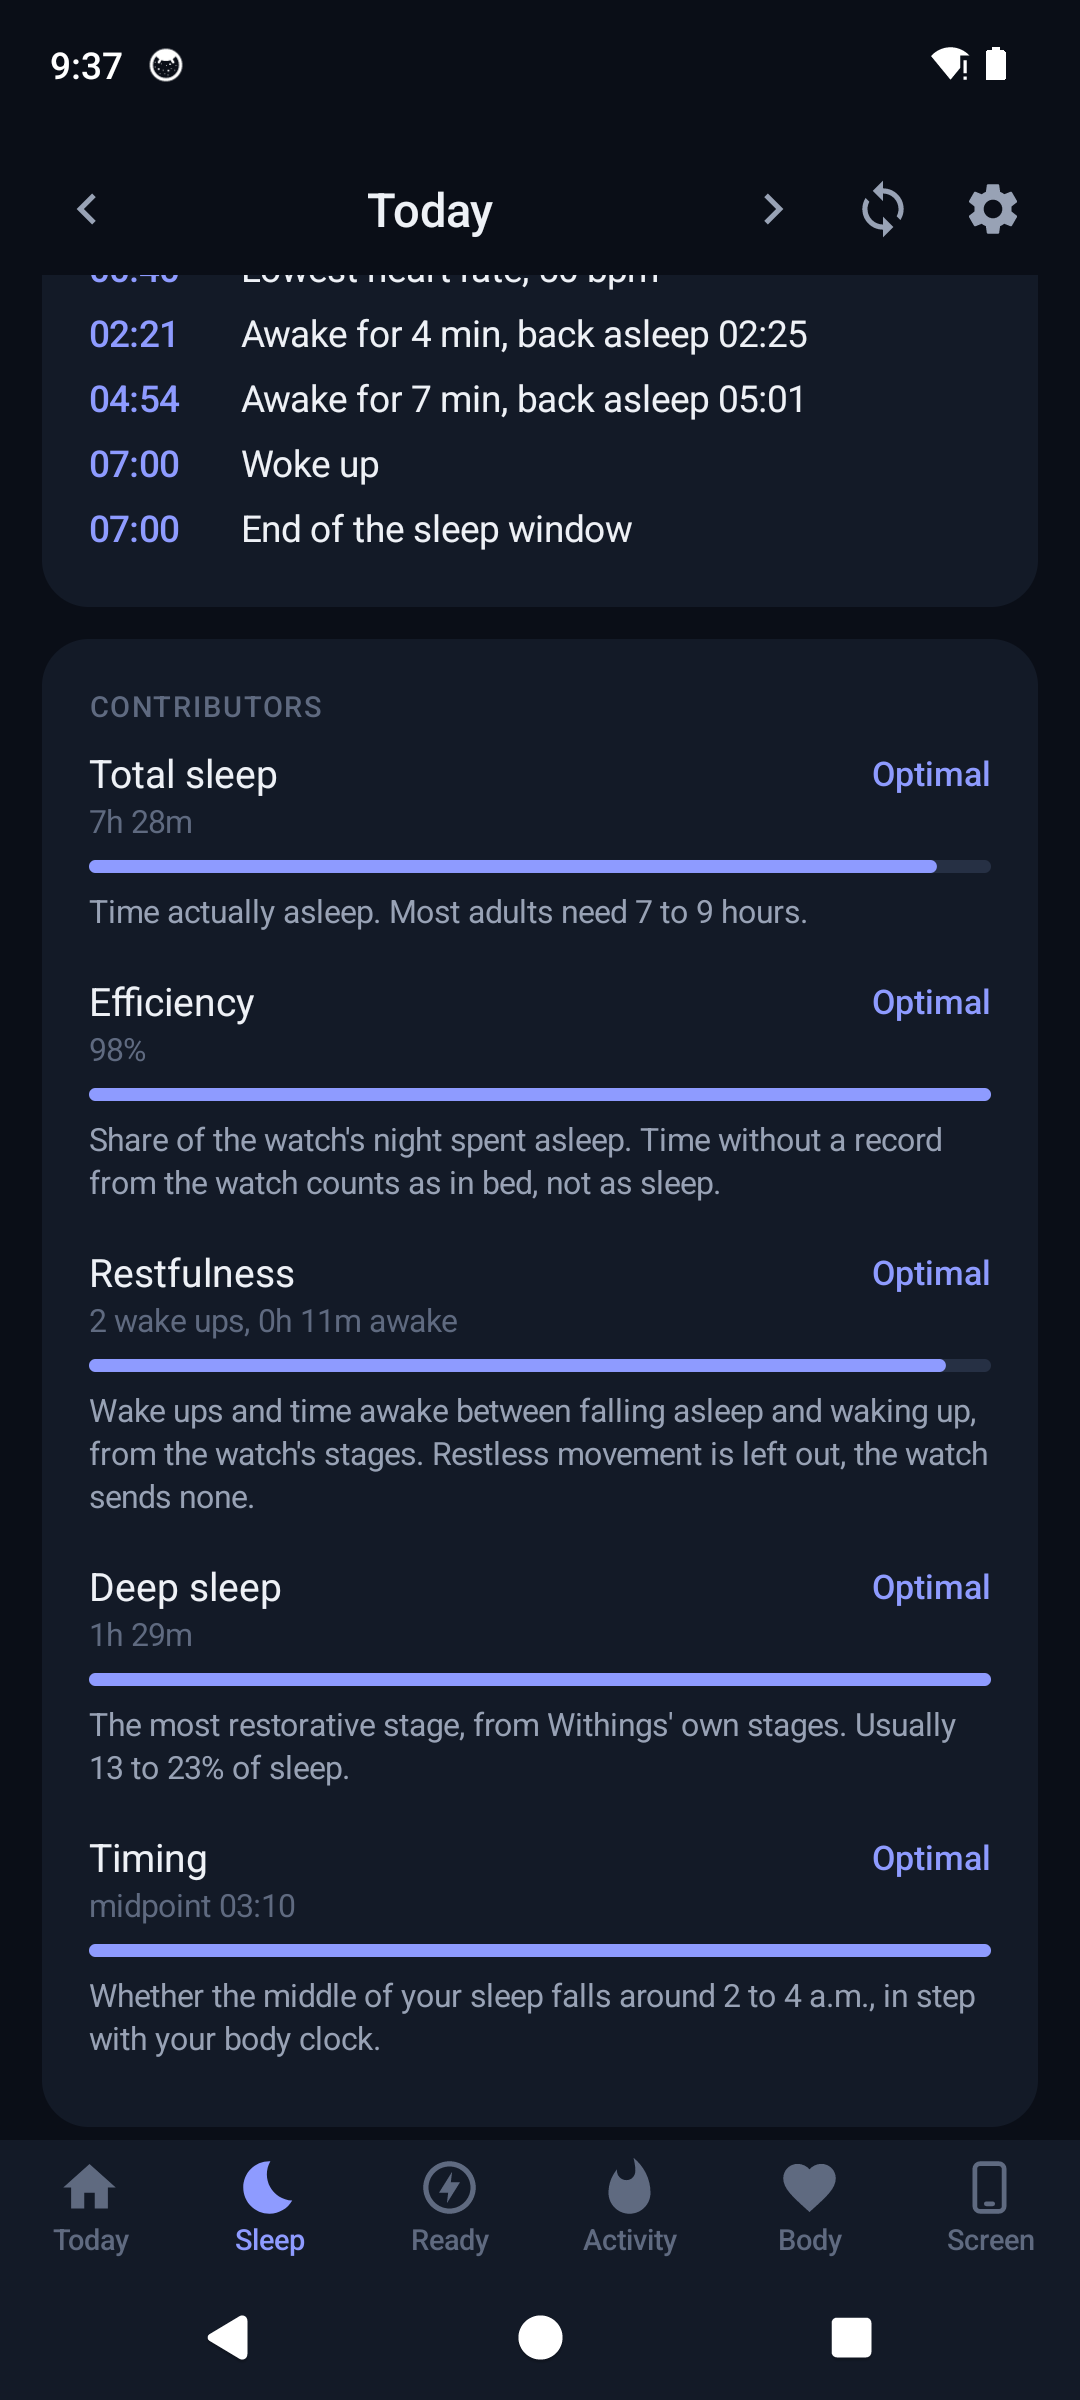 9:37
Today
Lowest heart rate,
bpm
02:21 Awake for 4 min, back asleep 02:25
04:54 Awake for 7 min, back asleep 05:01
07:00 Woke up
07:00 End of the sleep window
CONTRIBUTORS
Total sleep Optimal
7h 28m
Time actually asleep. Most adults need 7 to 9 hours.
Efficiency Optimal
98%
Share of the watch's night spent asleep. Time without a record
from the watch counts as in bed, not as sleep.
Restfulness Optimal
2 wake ups, 0h 11m awake
Wake ups and time awake between falling asleep and waking up,
from the watch's stages. Restless movement is left out, the watch
sends none.
Deep sleep Optimal
1h 29m
The most restorative stage, from Withings' own stages. Usually
13 to 23% of sleep.
Timing Optimal
midpoint 03:10
Whether the middle of your sleep falls around 2 to 4 a.m., in step
with your body clock.
Today Sleep Ready Activity Body Screen